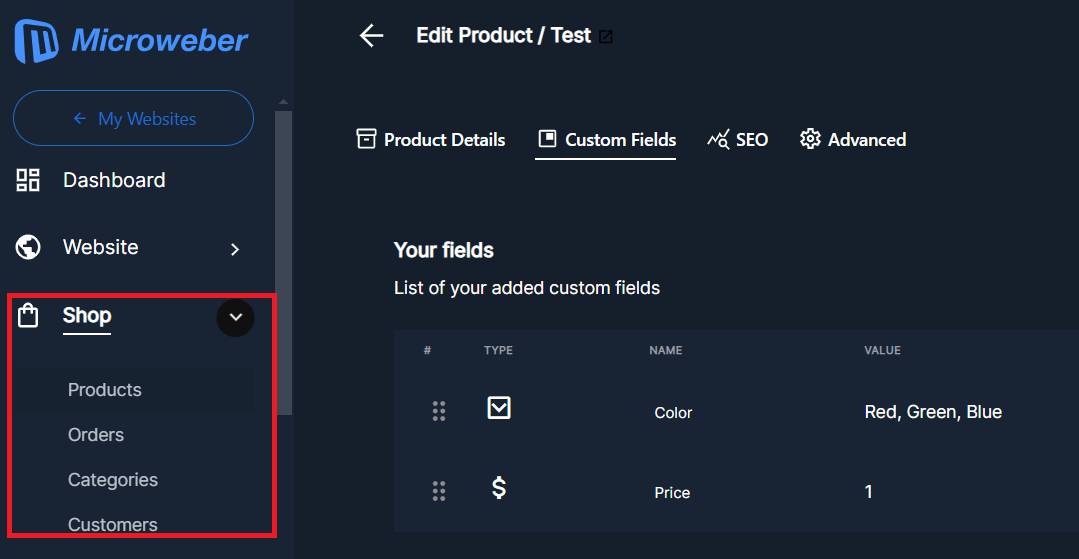 Microweber
My Websites
Dashboard
Website
Shop
Products
Orders
Categories
Customers
Edit Product / Test
Product Details Custom Fields SEO Advanced
Your fields
List of your added custom fields
# TYPE NAME VALUE
Color Red, Green, Blue
$ Price 1